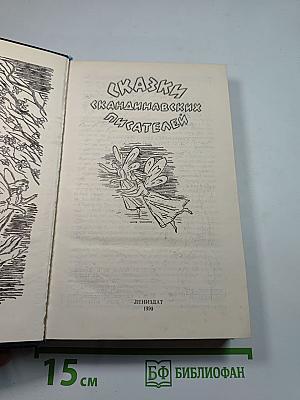 СКАЗКИ
СКАНДИНАВСКИХ
ПИСАТЕЛЕЙ
ЛЕНИЗДАТ
1990
15 см
БФ БИБЛИОФАН